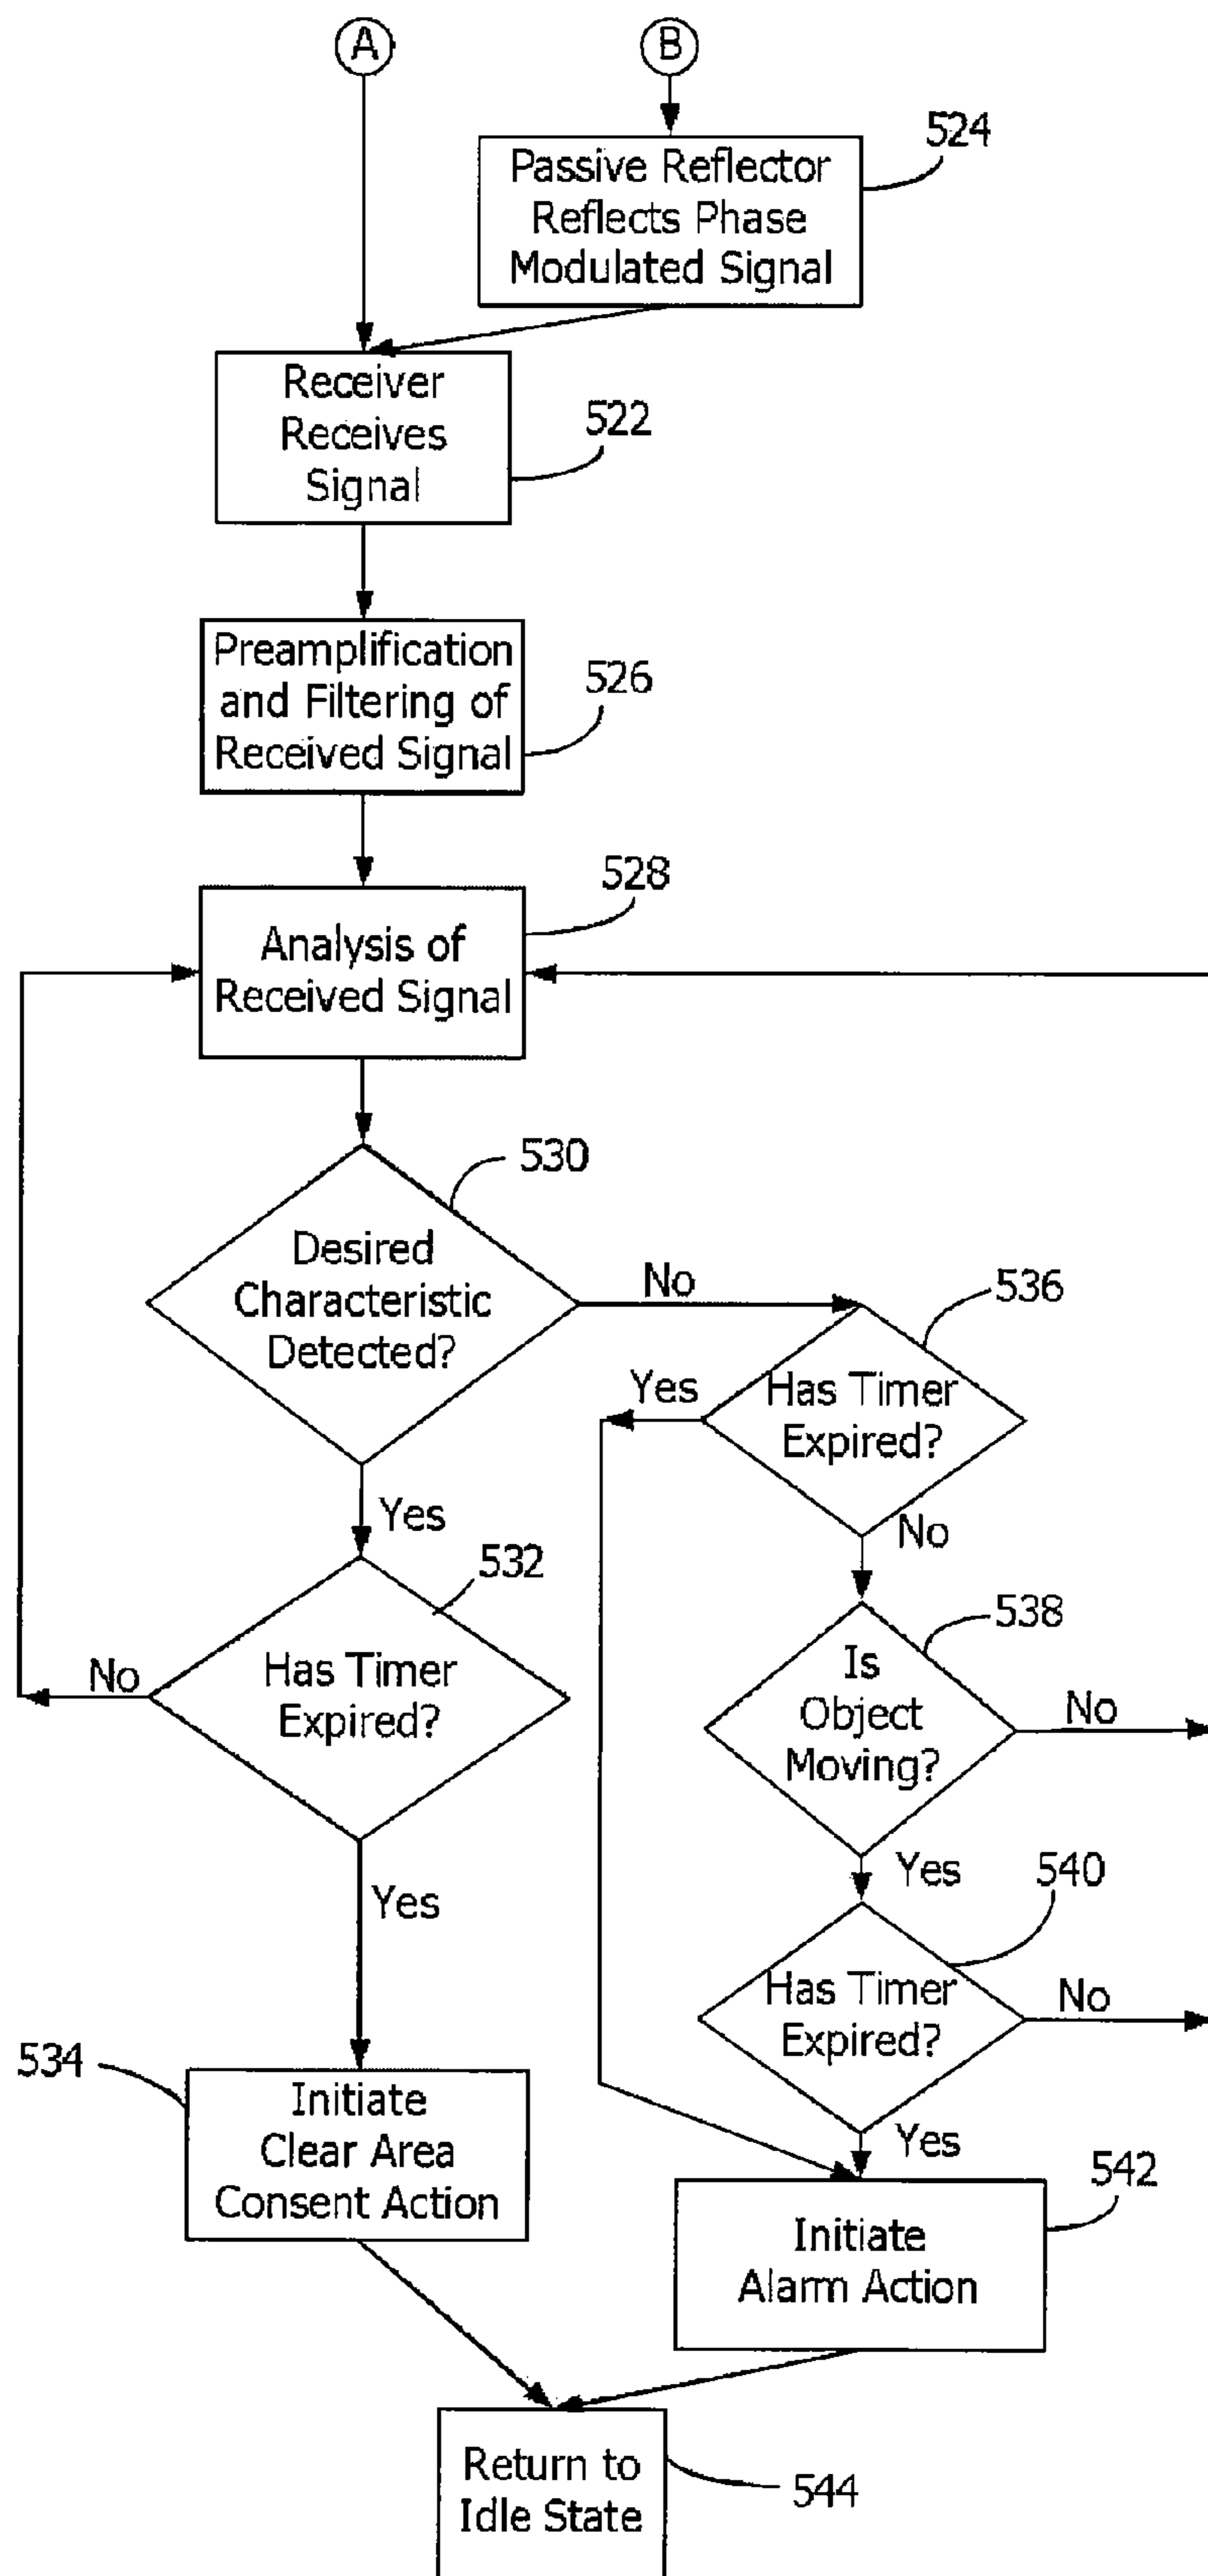 A
B
524
Passive Reflector
Reflects Phase
Modulated Signal
Receiver
Receives
Signal
522
Preamplification
and Filtering of
Received Signal
526
528
Analysis of
Received Signal
530
Desired
Characteristic
Detected?
No
536
Has Timer
Expired?
Yes
No
Yes
532
Has Timer
Expired?
No
538
Is
Object
Moving?
No
Yes
540
Has Timer
Expired?
No
Yes
Yes
534
Initiate
Clear Area
Consent Action
542
Initiate
Alarm Action
Return to
Idle State
544